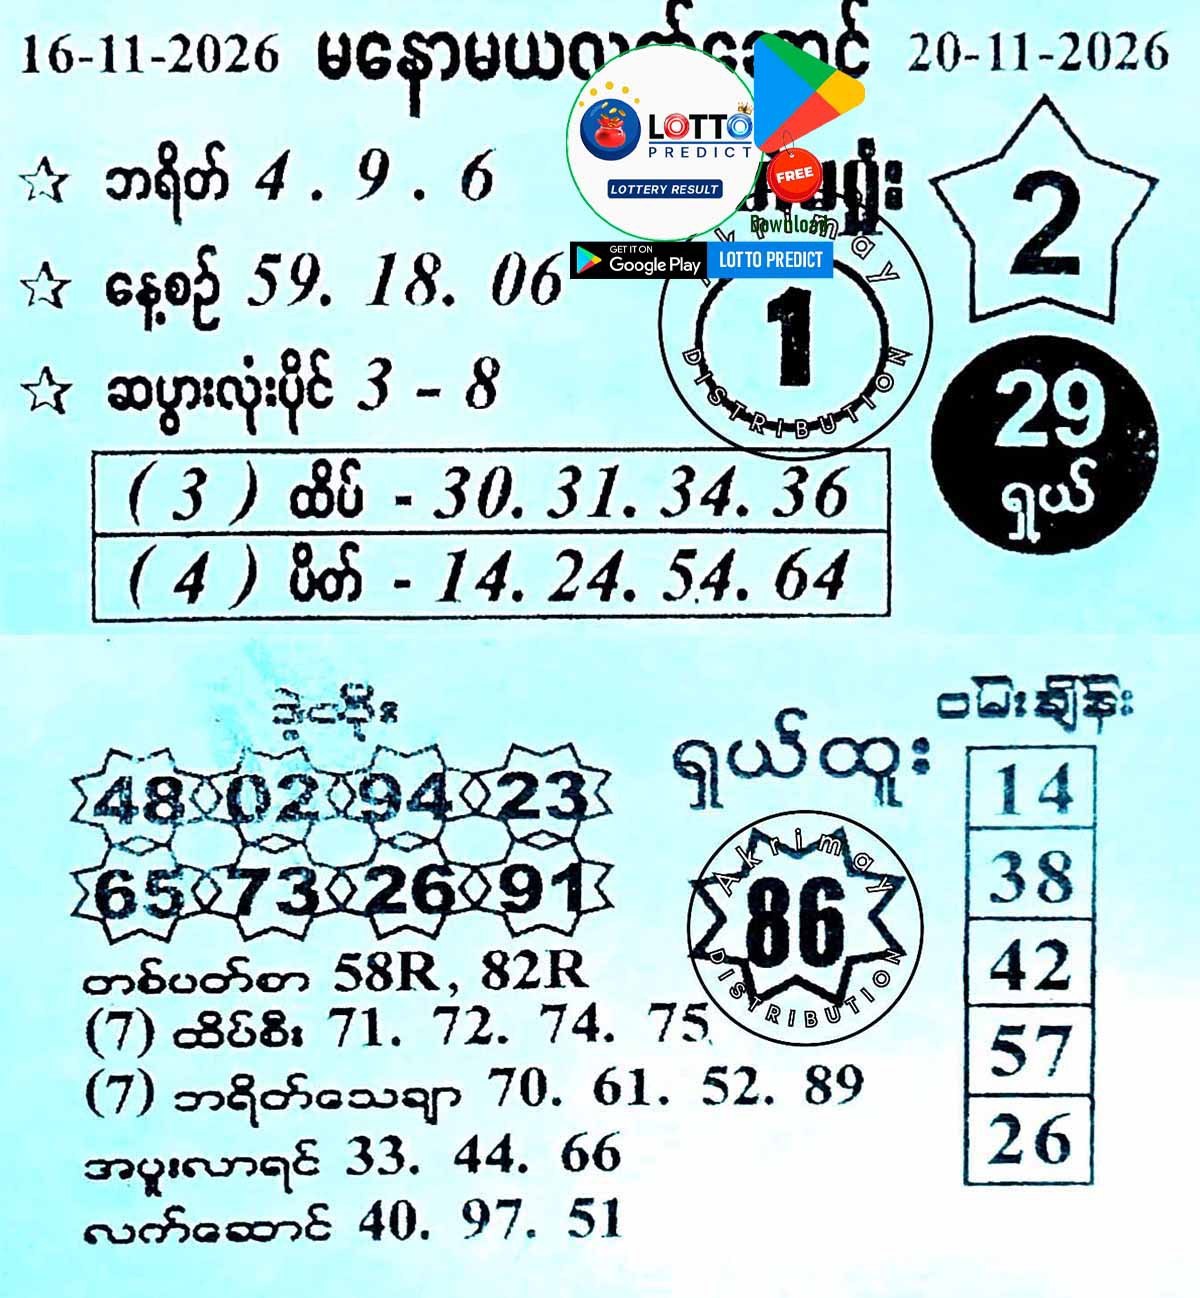 16-11-2026 မနောမယလက်ဆောင် 20-11-2026
LOTTO
PREDICT
LOTTERY RESULT
FREE
Download
GET IT ON
Google Play
LOTTO PREDICT
ဘရိတ် 4 . 9 . 6
နေ့စဉ် 59. 18. 06
ဆပွားလုံးပိုင် 3 - 8
2
Akrimay
1
DISTRIBUTION
29
ရှယ်
( 3 ) ထိပ် - 30. 31. 34. 36
( 4 ) ပိတ် - 14. 24. 54. 64
ဝမ်းချိန်း
ရှယ်ထူး
48 02 94 23
65 73 26 91
Akrimay
86
DISTRIBUTION
14
38
42
57
26
တစ်ပတ်စာ 58R, 82R
(7) ထိပ်စီး 71. 72. 74. 75
(7) ဘရိတ်သေချာ 70. 61. 52. 89
အပူးလာရင် 33. 44. 66
လက်ဆောင် 40. 97. 51